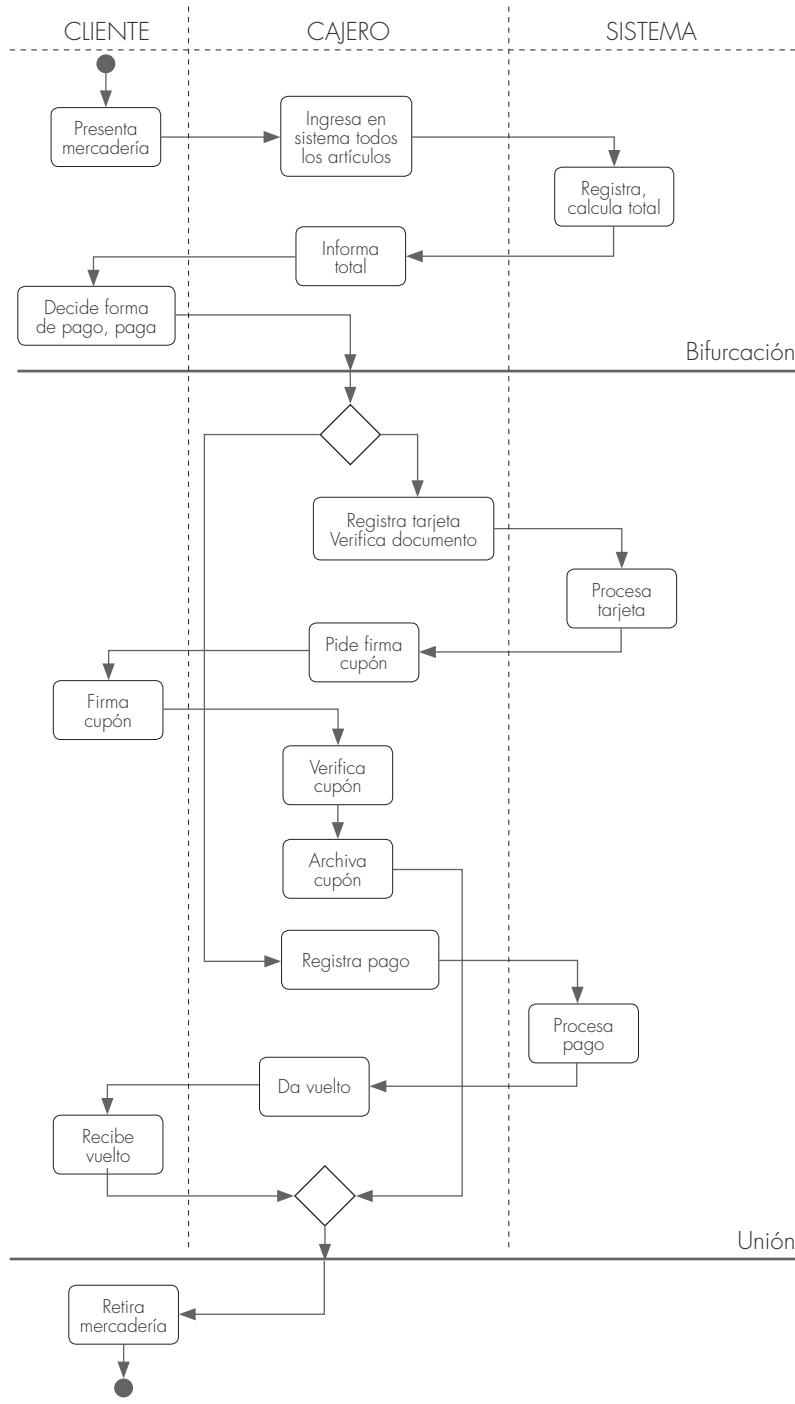 CLIENTE
CAJERO
SISTEMA
Presenta
mercadería
Ingresa en
sistema todos
los artículos
Registra,
calcula total
Informa
total
Decide forma
de pago, paga
Bifurcación
Registra tarjeta
Verifica documento
Procesa
tarjeta
Pide firma
cupón
Firma
cupón
Verifica
cupón
Archiva
cupón
Registra pago
Procesa
pago
Da vuelto
Recibe
vuelto
Unión
Retira
mercadería